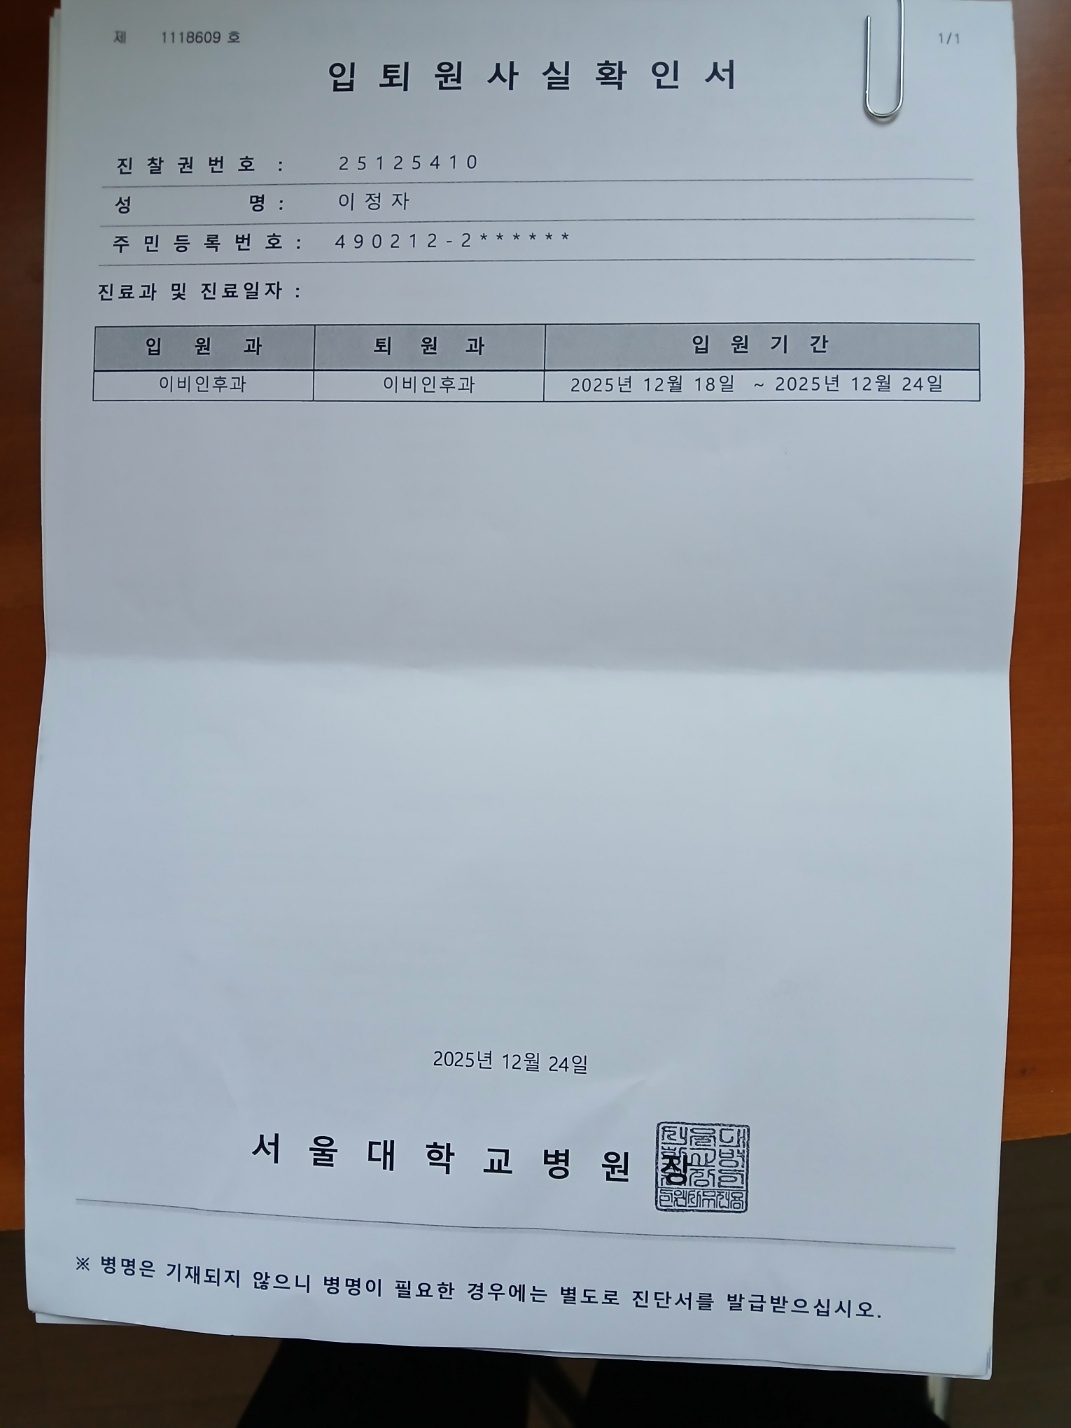 제 1118609 호
1/1
입퇴원사실확인서
진찰권번호 : 25125410
성 명 : 이정자
주민등록번호 : 490212-2******
진료과 및 진료일자 :
입원과 퇴원과 입원기간
이비인후과 이비인후과 2025년 12월 18일 ~ 2025년 12월 24일
2025년 12월 24일
서울대학교병원장
※ 병명은 기재되지 않으니 병명이 필요한 경우에는 별도로 진단서를 발급받으십시오.